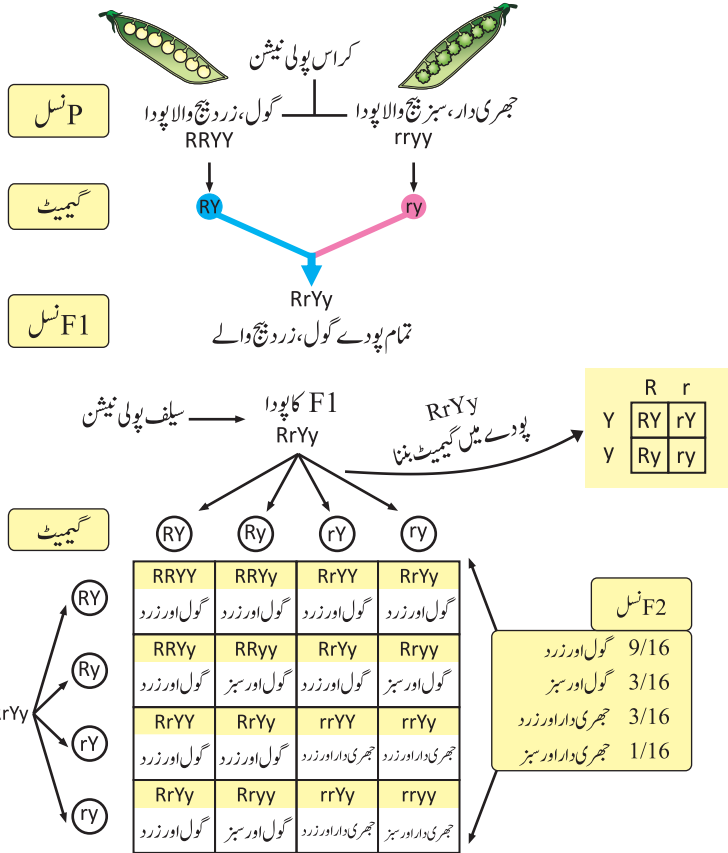 کراس پولی نیشن
P نسل
گول، زرد بیج والا پودا
جھری دار، سبز بیج والا پودا
RRYY
rryy
گیمیٹ
RY
ry
RrYy
F1 نسل
تمام پودے گول، زرد بیج والے
سیلف پولی نیشن
F1 کا پودا
RrYy
RrYy
پودے میں گیمیٹ بننا
R r
Y RY rY
y Ry ry
گیمیٹ
RY Ry rY ry
RrYy
RY
RRYY RRYy RrYY RrYy
گول اور زرد گول اور زرد گول اور زرد گول اور زرد
Ry
RRYy RRyy RrYy Rryy
گول اور زرد گول اور سبز گول اور زرد گول اور سبز
rY
RrYY RrYy rrYY rrYy
گول اور زرد گول اور زرد جھری دار اور زرد جھری دار اور زرد
ry
RrYy Rryy rrYy rryy
گول اور زرد گول اور سبز جھری دار اور زرد جھری دار اور سبز
F2 نسل
9/16 گول اور زرد
3/16 گول اور سبز
3/16 جھری دار اور زرد
1/16 جھری دار اور سبز